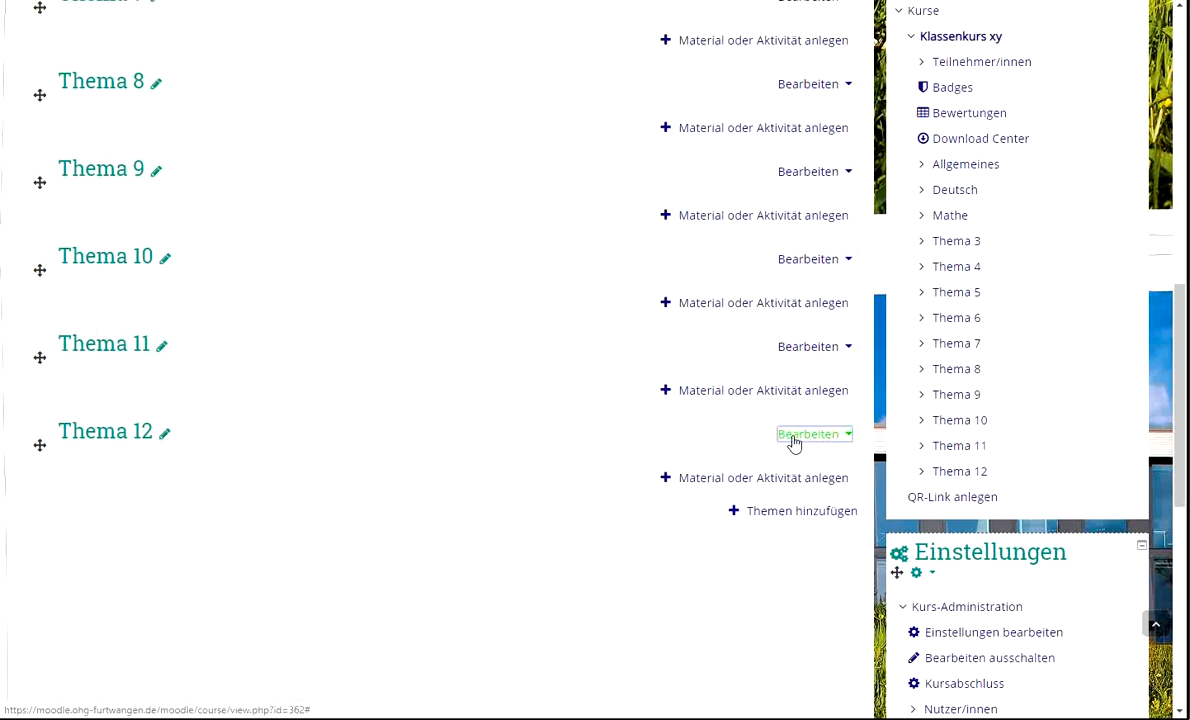 Material oder Aktivität anlegen
Thema 8
Bearbeiten
Material oder Aktivität anlegen
Thema 9
Bearbeiten
Material oder Aktivität anlegen
Thema 10
Bearbeiten
Material oder Aktivität anlegen
Thema 11
Bearbeiten
Material oder Aktivität anlegen
Thema 12
Bearbeiten
Material oder Aktivität anlegen
Themen hinzufügen
Kurse
Klassenkurs xy
Teilnehmer/innen
Badges
Bewertungen
Download Center
Allgemeines
Deutsch
Mathe
Thema 3
Thema 4
Thema 5
Thema 6
Thema 7
Thema 8
Thema 9
Thema 10
Thema 11
Thema 12
QR-Link anlegen
Einstellungen
Kurs-Administration
Einstellungen bearbeiten
Bearbeiten ausschalten
Kursabschluss
Nutzer/innen
https://moodle.ohg-furtwangen.de/moodle/course/view.php?id=362#